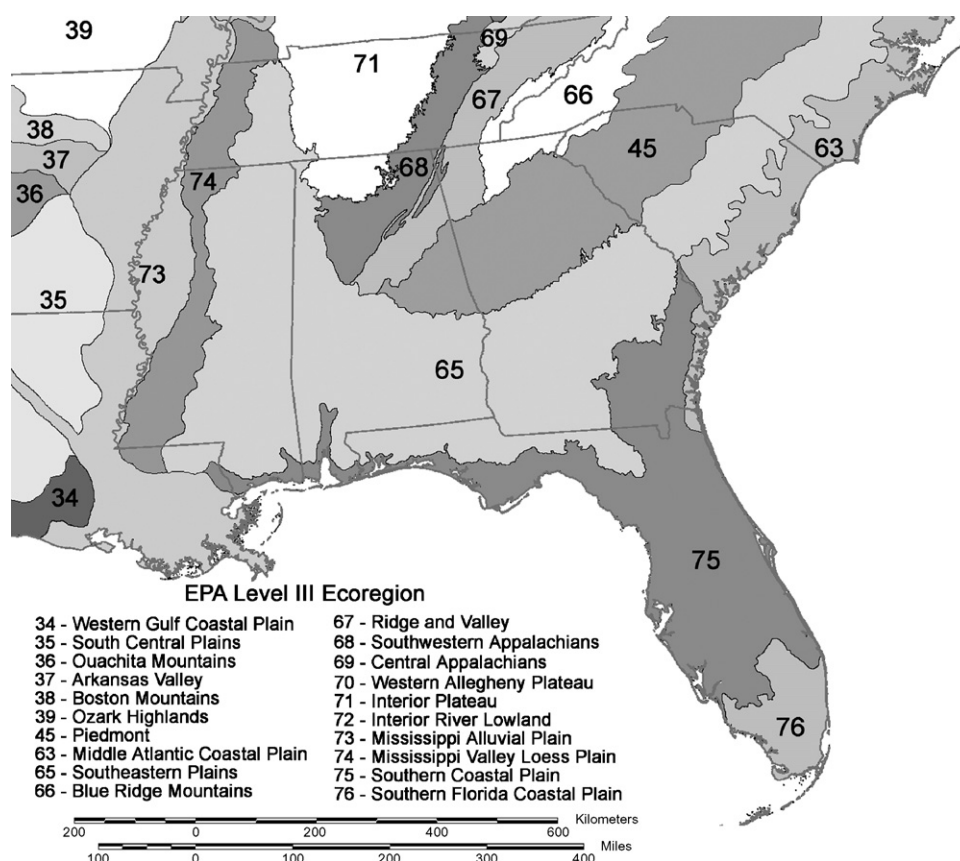 39
71
69
67
66
38
37
36
74
68
45
63
73
35
65
34
75
76
EPA Level III Ecoregion
34 - Western Gulf Coastal Plain
35 - South Central Plains
36 - Ouachita Mountains
37 - Arkansas Valley
38 - Boston Mountains
39 - Ozark Highlands
45 - Piedmont
63 - Middle Atlantic Coastal Plain
65 - Southeastern Plains
66 - Blue Ridge Mountains
67 - Ridge and Valley
68 - Southwestern Appalachians
69 - Central Appalachians
70 - Western Allegheny Plateau
71 - Interior Plateau
72 - Interior River Lowland
73 - Mississippi Alluvial Plain
74 - Mississippi Valley Loess Plain
75 - Southern Coastal Plain
76 - Southern Florida Coastal Plain
200 0 200 400 600 Kilometers
100 0 100 200 300 400 Miles